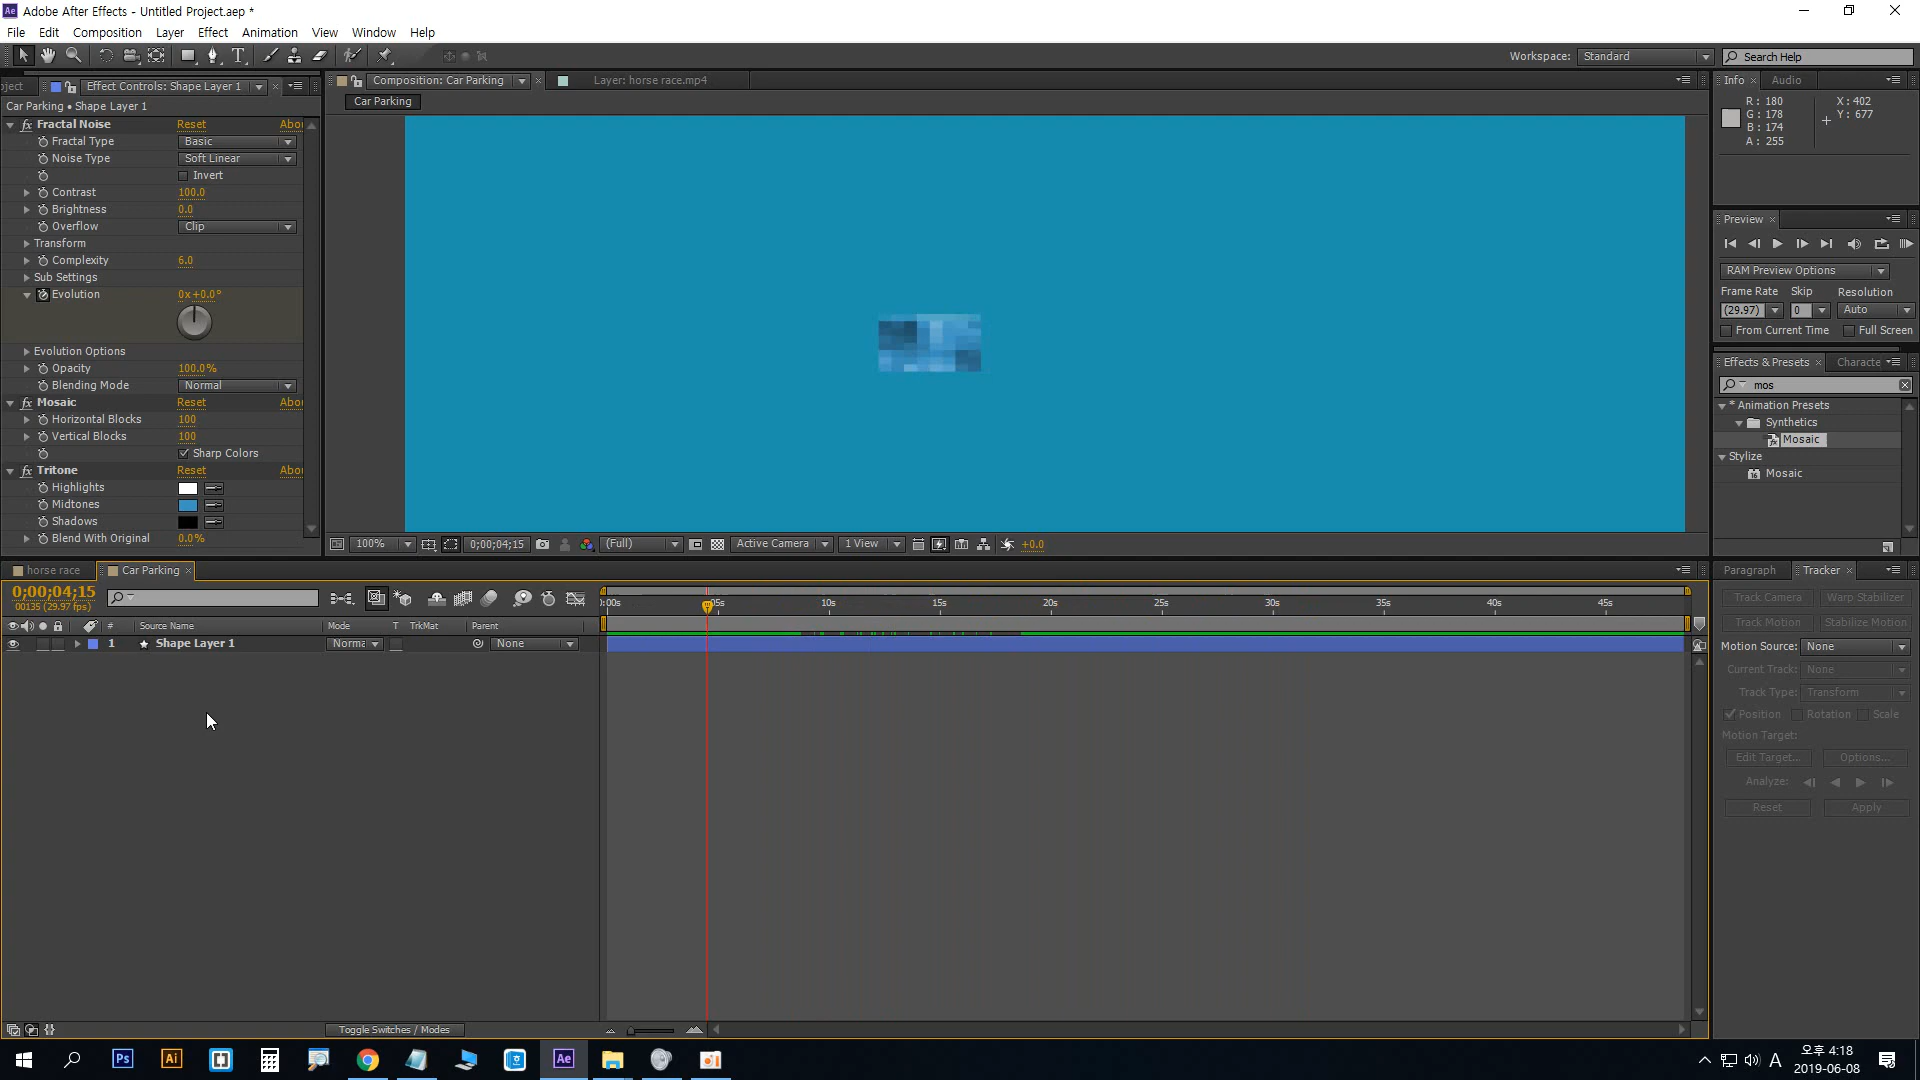 Adobe After Effects - Untitled Project.aep *
File Edit Composition Layer Effect Animation View Window Help
Workspace: Standard Search Help
oject Effect Controls: Shape Layer 1
Car Parking • Shape Layer 1
Fractal Noise Reset Abou
Fractal Type Basic
Noise Type Soft Linear
Invert
Contrast 100.0
Brightness 0.0
Overflow Clip
Transform
Complexity 6.0
Sub Settings
Evolution 0x+0.0°
Evolution Options
Opacity 100.0%
Blending Mode Normal
Mosaic Reset Abou
Horizontal Blocks 100
Vertical Blocks 100
Sharp Colors
Tritone Reset Abou
Highlights
Midtones
Shadows
Blend With Original 0.0%
Composition: Car Parking Layer: horse race.mp4
Car Parking
100% 0;00;04;15 (Full) Active Camera 1 View +0.0
Info Audio
R: 180 X: 402
G: 178 Y: 677
B: 174
A: 255
Preview
RAM Preview Options
Frame Rate Skip Resolution
(29.97) 0 Auto
From Current Time Full Screen
Effects & Presets Characte
mos
* Animation Presets
Synthetics
Mosaic
Stylize
Mosaic
horse race Car Parking
0;00;04;15
00135 (29.97 fps)
# Source Name Mode T TrkMat Parent
1 Shape Layer 1 Norma None
):00s 05s 10s 15s 20s 25s 30s 35s 40s 45s
Toggle Switches / Modes
Paragraph Tracker
Track Camera Warp Stabilizer
Track Motion Stabilize Motion
Motion Source: None
Current Track: None
Track Type: Transform
Position Rotation Scale
Motion Target:
Edit Target... Options...
Analyze:
Reset Apply
Ps Ai Ae A
오후 4:18
2019-06-08